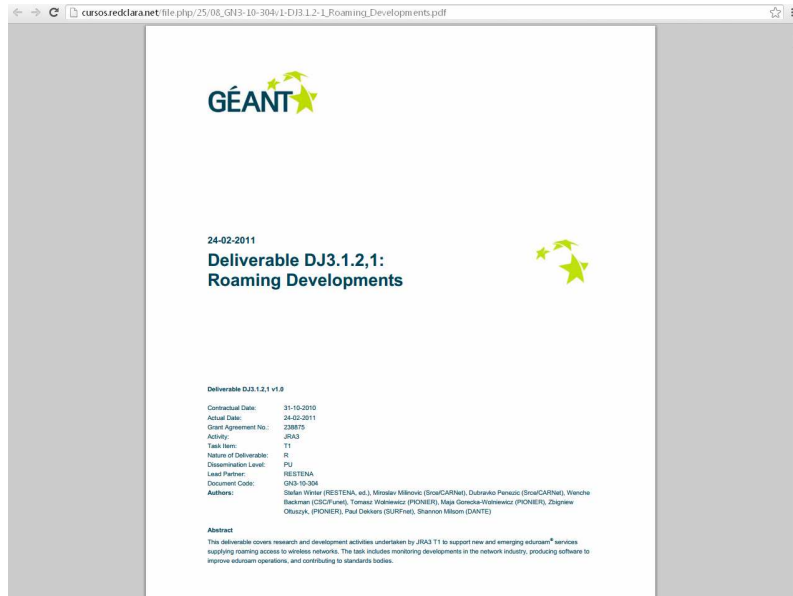 cursos.redclara.net/file.php/25/08_GN3-10-304v1-DJ3.1.2-1_Roaming_Developments.pdf
GÉANT
24-02-2011
Deliverable DJ3.1.2,1:
Roaming Developments
Deliverable DJ3.1.2,1 v1.0
Contractual Date: 31-10-2010
Actual Date: 24-02-2011
Grant Agreement No.: 238875
Activity: JRA3
Task Item: T1
Nature of Deliverable: R
Dissemination Level: PU
Lead Partner: RESTENA
Document Code: GN3-10-304
Authors: Stefan Winter (RESTENA, ed.), Miroslav Milinovic (Srce/CARNet), Dubravko Penezic (Srce/CARNet), Wenche
Backman (CSC/Funet), Tomasz Wolniewicz (PIONIER), Maja Gorecka-Wolniewicz (PIONIER), Zbigniew
Ołtuszyk, (PIONIER), Paul Dekkers (SURFnet), Shannon Milsom (DANTE)
Abstract
This deliverable covers research and development activities undertaken by JRA3 T1 to support new and emerging eduroam® services
supplying roaming access to wireless networks. The task includes monitoring developments in the network industry, producing software to
improve eduroam operations, and contributing to standards bodies.